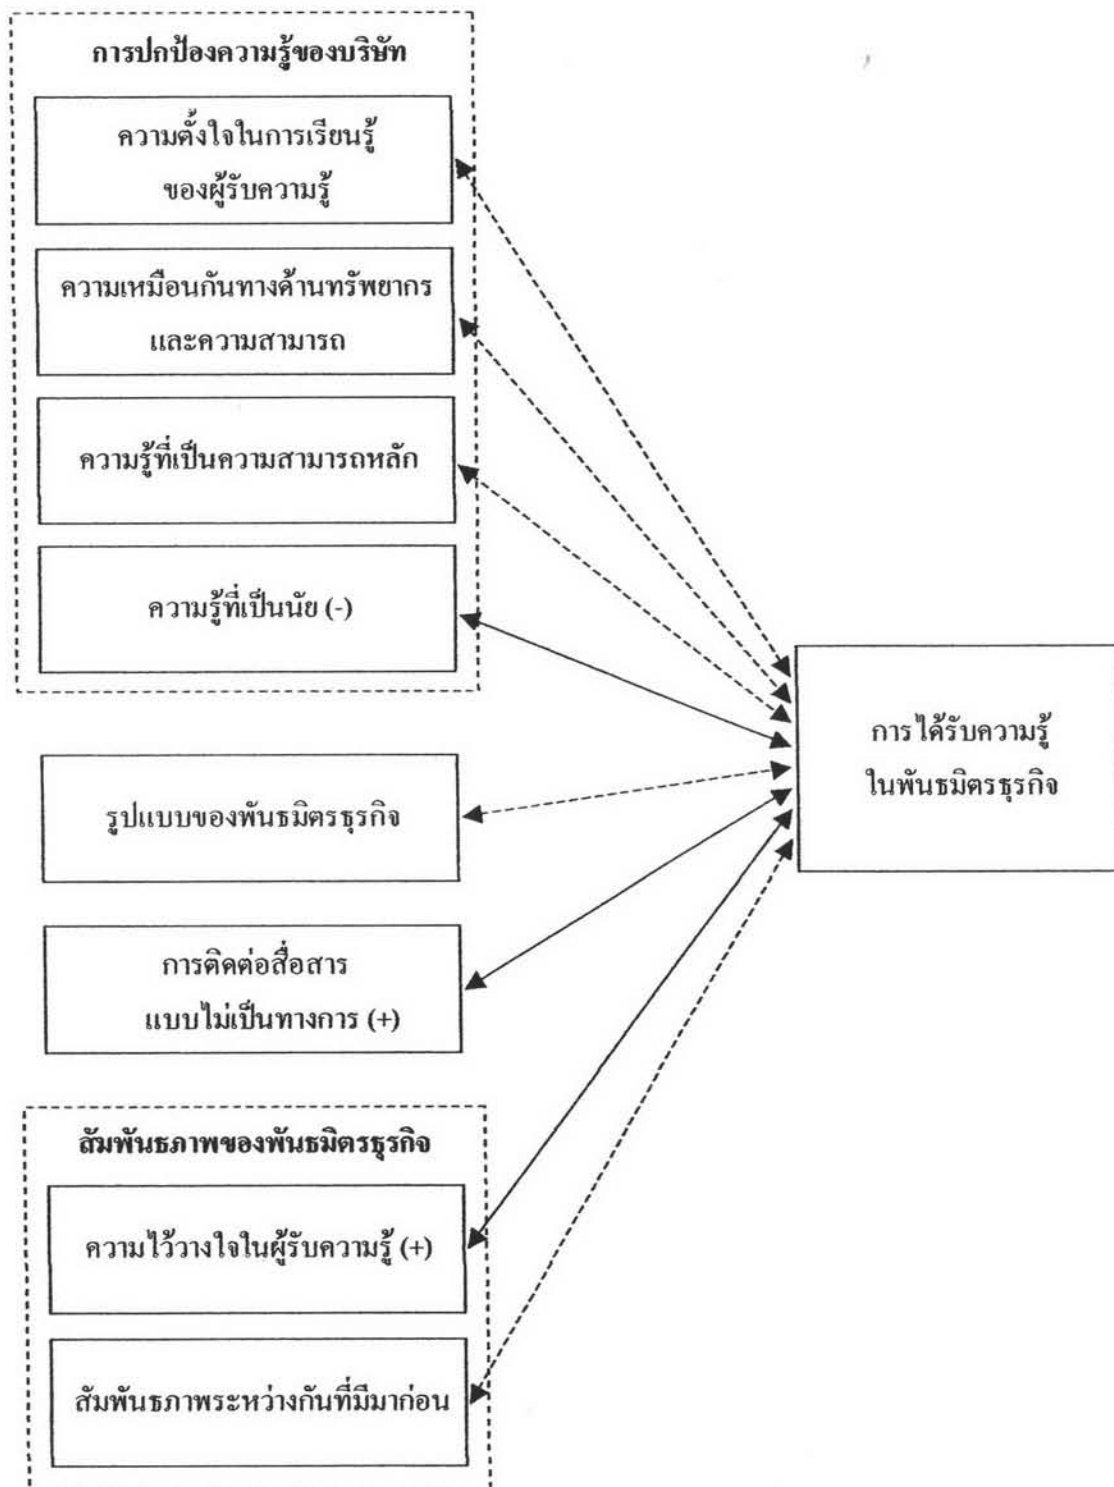 การปกป้องความรู้ของบริษัท
ความตั้งใจในการเรียนรู้
ของผู้รับความรู้
ความเหมือนกันทางด้านทรัพยากร
และความสามารถ
ความรู้ที่เป็นความสามารถหลัก
ความรู้ที่เป็นนัย (-)
การได้รับความรู้
ในพันธมิตรธุรกิจ
รูปแบบของพันธมิตรธุรกิจ
การติดต่อสื่อสาร
แบบไม่เป็นทางการ (+)
สัมพันธภาพของพันธมิตรธุรกิจ
ความไว้วางใจในผู้รับความรู้ (+)
สัมพันธภาพระหว่างกันที่มีมาก่อน